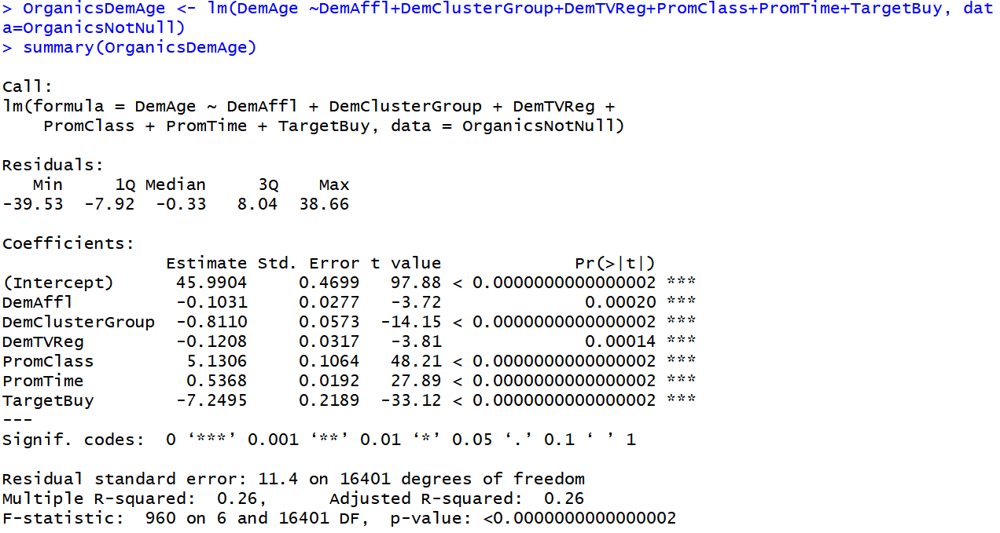 > OrganicsDemAge <- lm(DemAge ~DemAffl+DemClusterGroup+DemTVReg+PromClass+PromTime+TargetBuy, dat
a=OrganicsNotNull)
> summary(OrganicsDemAge)

Call:
lm(formula = DemAge ~ DemAffl + DemClusterGroup + DemTVReg +
    PromClass + PromTime + TargetBuy, data = OrganicsNotNull)

Residuals:
   Min     1Q Median     3Q    Max
-39.53  -7.92  -0.33   8.04  38.66

Coefficients:
                Estimate Std. Error t value             Pr(>|t|)
(Intercept)      45.9904     0.4699   97.88 < 0.0000000000000002 ***
DemAffl          -0.1031     0.0277   -3.72              0.00020 ***
DemClusterGroup  -0.8110     0.0573  -14.15 < 0.0000000000000002 ***
DemTVReg         -0.1208     0.0317   -3.81              0.00014 ***
PromClass         5.1306     0.1064   48.21 < 0.0000000000000002 ***
PromTime          0.5368     0.0192   27.89 < 0.0000000000000002 ***
TargetBuy        -7.2495     0.2189  -33.12 < 0.0000000000000002 ***
---
Signif. codes:  0 ‘***’ 0.001 ‘**’ 0.01 ‘*’ 0.05 ‘.’ 0.1 ‘ ’ 1

Residual standard error: 11.4 on 16401 degrees of freedom
Multiple R-squared:  0.26,	Adjusted R-squared:  0.26
F-statistic:  960 on 6 and 16401 DF,  p-value: <0.0000000000000002